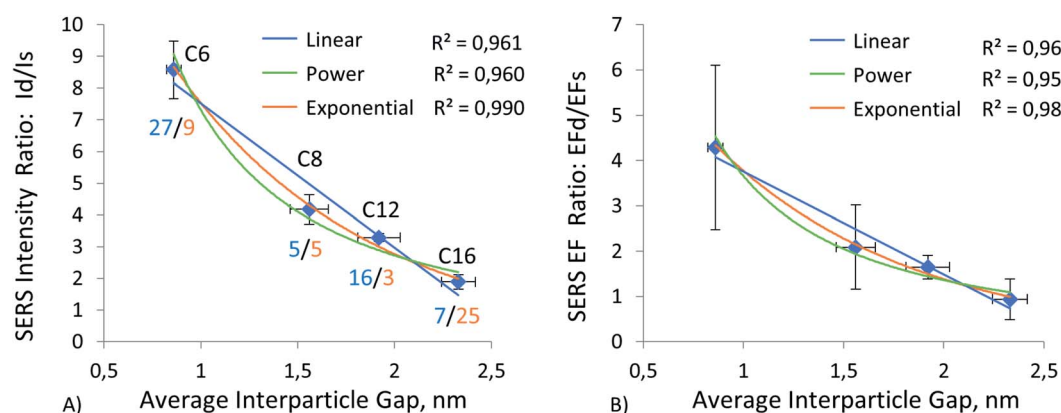 SERS Intensity Ratio: Id/Is
10
9
8
7
6
5
4
3
2
1
0
0,5
1
1,5
2
2,5
Average Interparticle Gap, nm
A)
Linear R² = 0,961
Power R² = 0,960
Exponential R² = 0,990
C6
27/9
C8
5/5
C12
16/3
C16
7/25
SERS EF Ratio: EFd/EFs
7
6
5
4
3
2
1
0
0,5
1
1,5
2
2,5
Average Interparticle Gap, nm
B)
Linear R² = 0,96
Power R² = 0,95
Exponential R² = 0,98